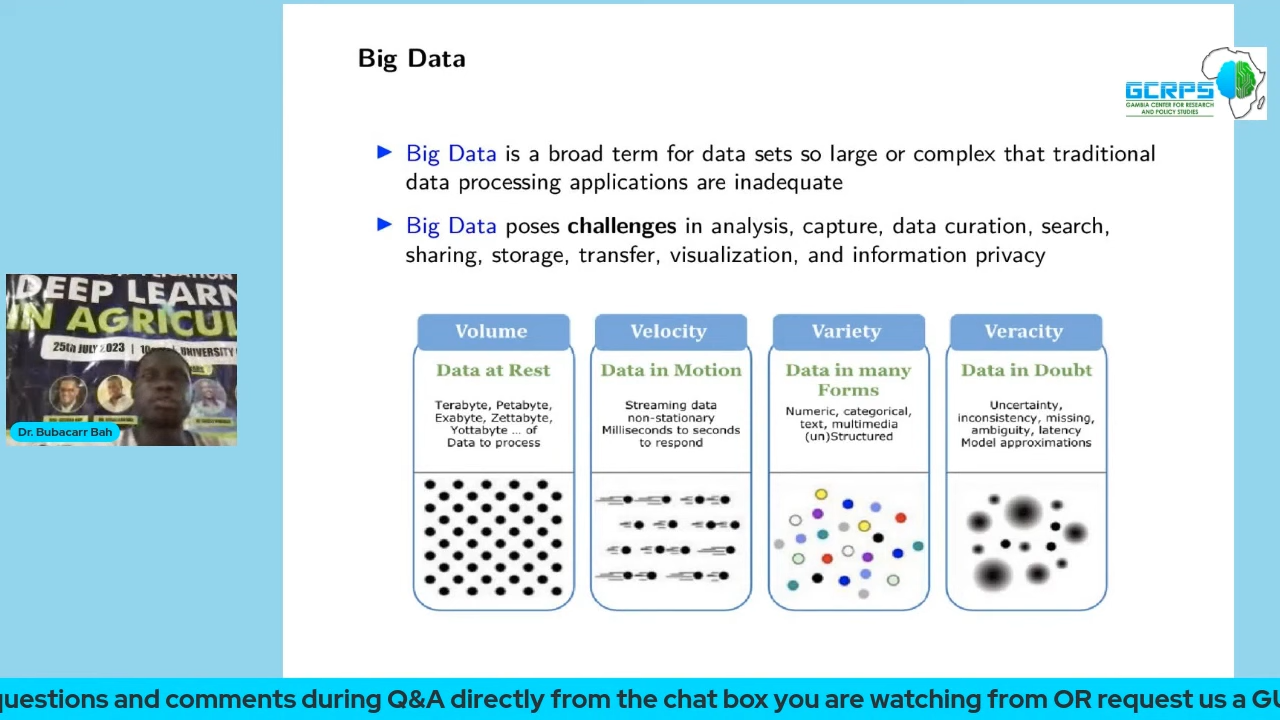 Big Data
GCRPS
GAMBIA CENTER FOR RESEARCH
AND POLICY STUDIES
▶ Big Data is a broad term for data sets so large or complex that traditional
data processing applications are inadequate
▶ Big Data poses challenges in analysis, capture, data curation, search,
sharing, storage, transfer, visualization, and information privacy
DEEP LEARN
IN AGRICUL
25th JULY 2023 | 10
UNIVERSITY
Dr. Bubacarr Bah
Volume
Data at Rest
Terabyte, Petabyte,
Exabyte, Zettabyte,
Yottabyte ... of
Data to process
Velocity
Data in Motion
Streaming data
non-stationary
Milliseconds to seconds
to respond
Variety
Data in many
Forms
Numeric, categorical,
text, multimedia
(un)Structured
Veracity
Data in Doubt
Uncertainty,
inconsistency, missing,
ambiguity, latency
Model approximations
questions and comments during Q&A directly from the chat box you are watching from OR request us a GU